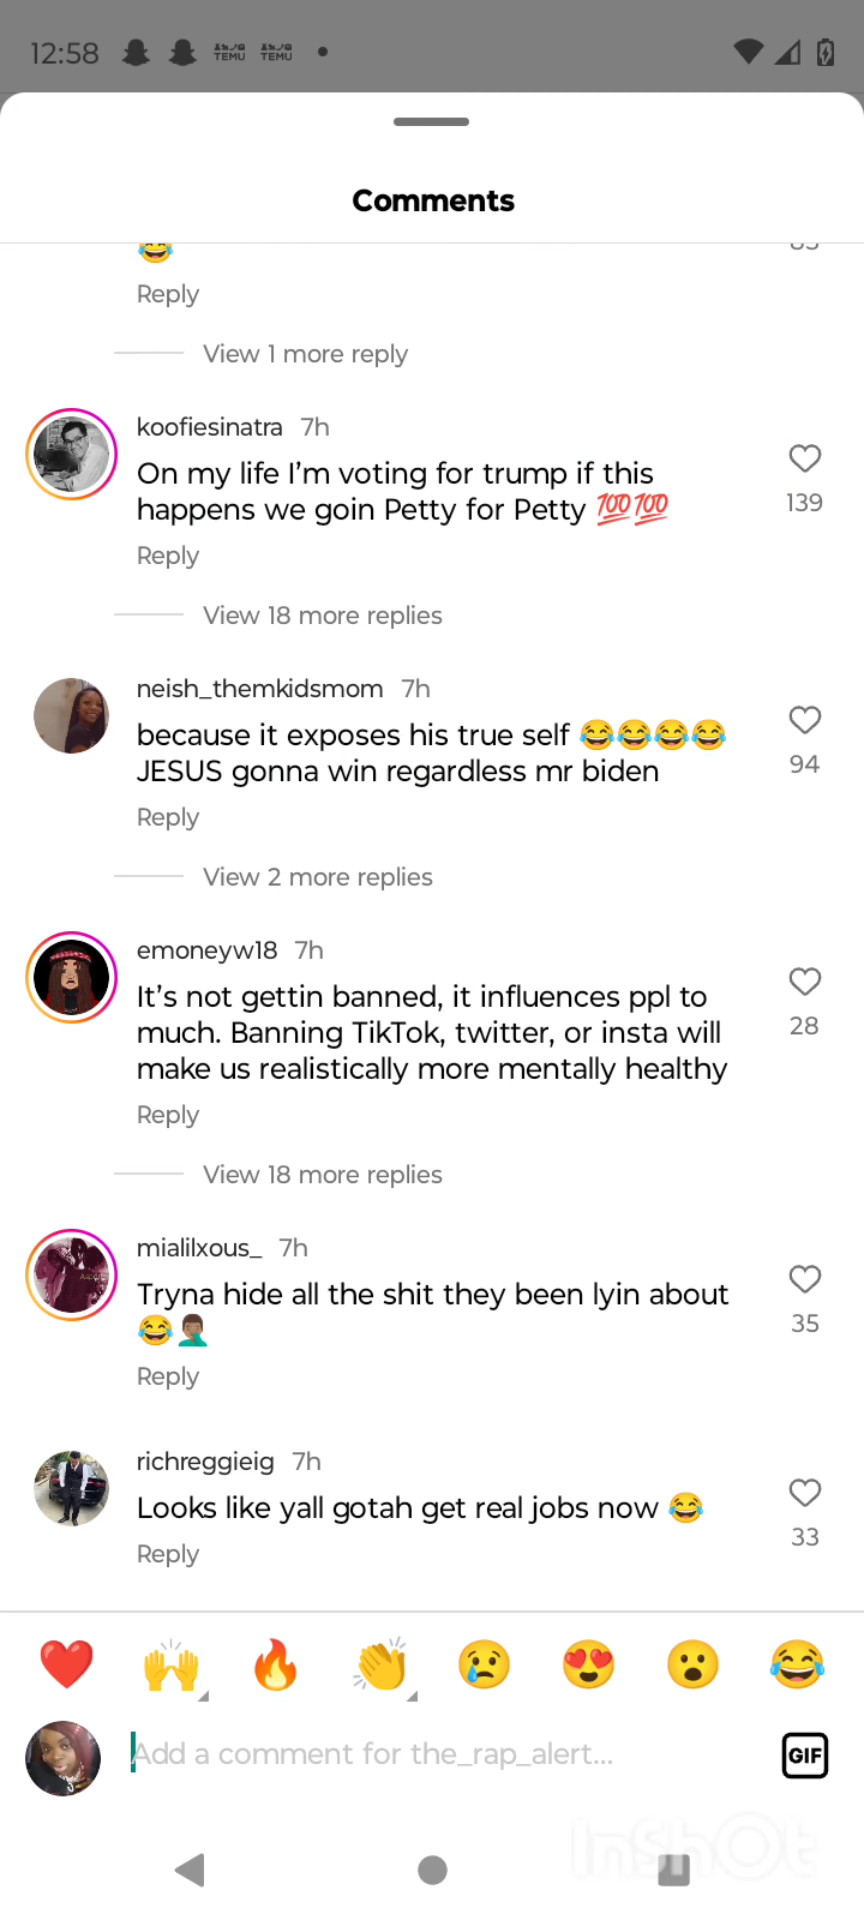 12:58
TEMU TEMU
Comments
😂
Reply
View 1 more reply
koofiesinatra 7h
On my life I’m voting for trump if this
happens we goin Petty for Petty 💯💯
139
Reply
View 18 more replies
neish_themkidsmom 7h
because it exposes his true self 😂😂😂😂
JESUS gonna win regardless mr biden
94
Reply
View 2 more replies
emoneyw18 7h
It’s not gettin banned, it influences ppl to
much. Banning TikTok, twitter, or insta will
make us realistically more mentally healthy
28
Reply
View 18 more replies
mialilxous_ 7h
Tryna hide all the shit they been lyin about
😂🤦🏽‍♂️
35
Reply
richreggieig 7h
Looks like yall gotah get real jobs now 😂
33
Reply
❤️ 🙌 🔥 👏 😢 😍 😮 😂
Add a comment for the_rap_alert...
GIF
InShOt